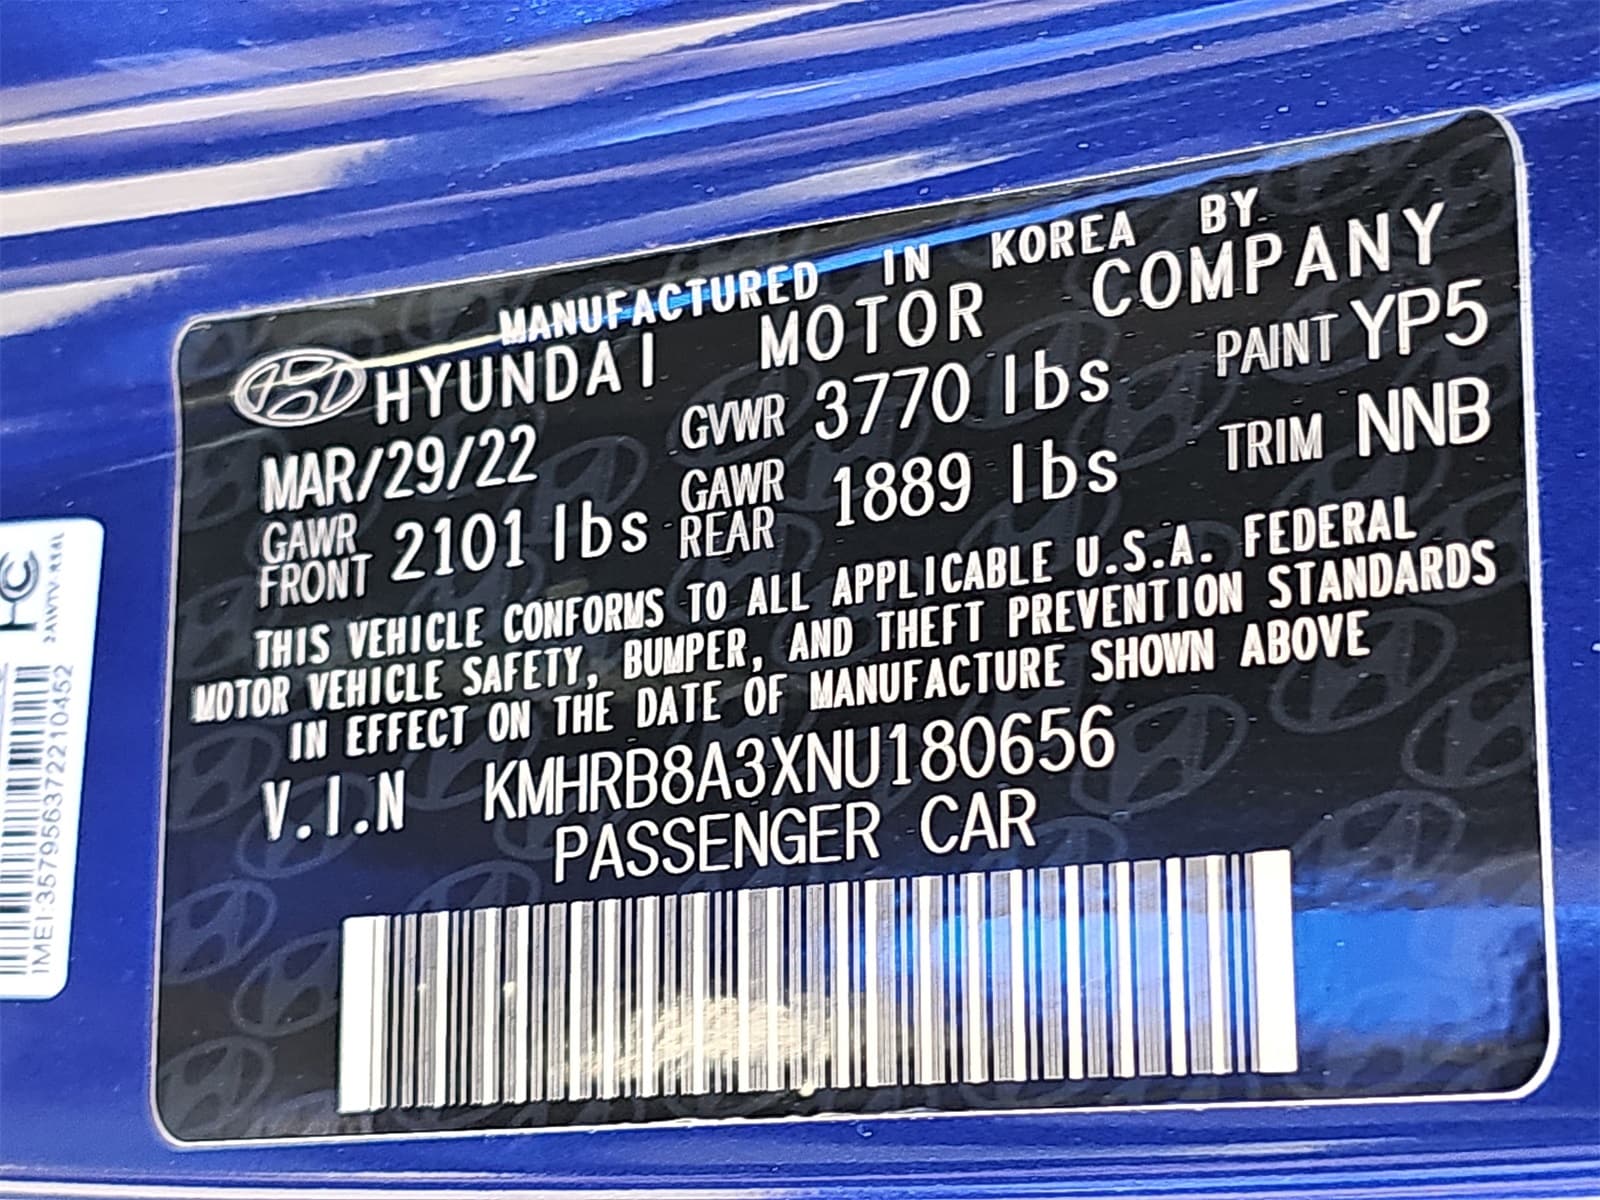 MANUFACTURED IN KOREA BY
HYUNDAI MOTOR COMPANY
MAR/29/22 GVWR 3770 lbs PAINT YP5
GAWR FRONT 2101 lbs GAWR REAR 1889 lbs TRIM NNB
THIS VEHICLE CONFORMS TO ALL APPLICABLE U.S.A. FEDERAL
MOTOR VEHICLE SAFETY, BUMPER, AND THEFT PREVENTION STANDARDS
IN EFFECT ON THE DATE OF MANUFACTURE SHOWN ABOVE
V.I.N KMHRB8A3XNU180656
PASSENGER CAR
IMEI:357956372210452